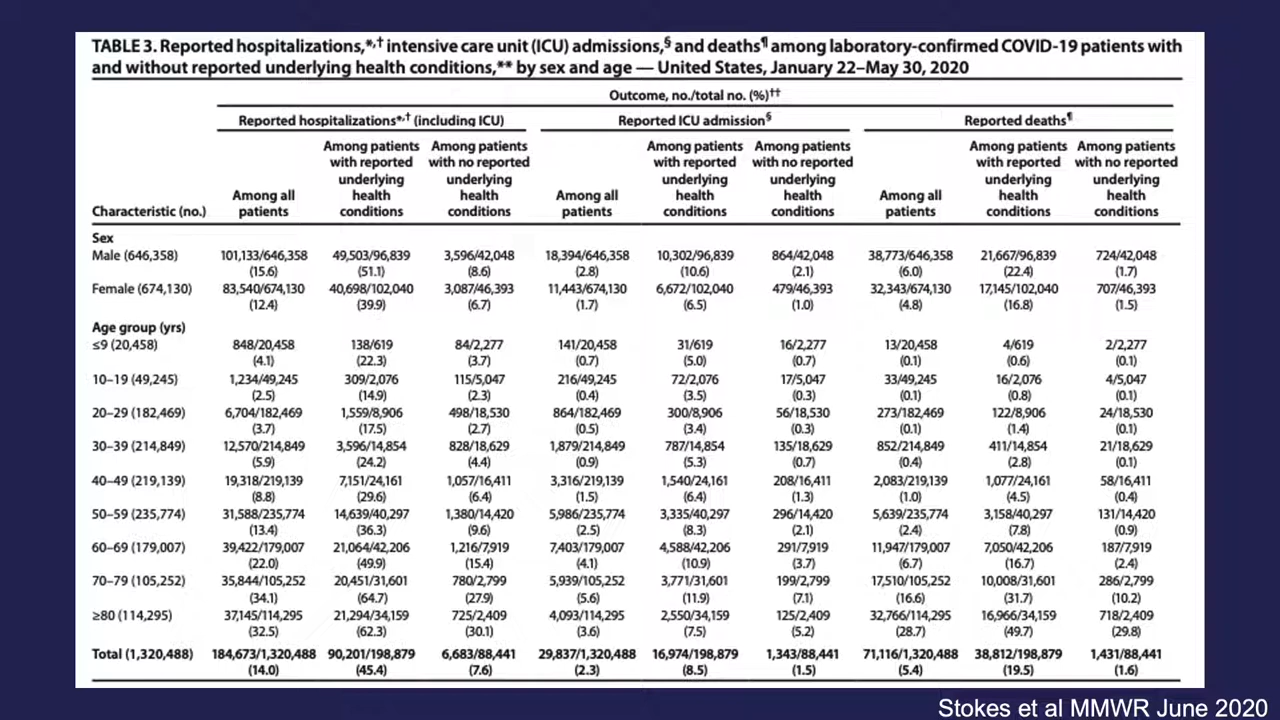 TABLE 3. Reported hospitalizations,*,† intensive care unit (ICU) admissions,§ and deaths¶ among laboratory-confirmed COVID-19 patients with
and without reported underlying health conditions,** by sex and age — United States, January 22–May 30, 2020
Outcome, no./total no. (%)††
Reported hospitalizations*,† (including ICU) Reported ICU admission§ Reported deaths¶
Among patients Among patients Among patients Among patients Among patients Among patients
with reported with no reported with reported with no reported with reported with no reported
underlying underlying underlying underlying underlying underlying
Among all health health Among all health health Among all health health
Characteristic (no.) patients conditions conditions patients conditions conditions patients conditions conditions
Sex
Male (646,358) 101,133/646,358 49,503/96,839 3,596/42,048 18,394/646,358 10,302/96,839 864/42,048 38,773/646,358 21,667/96,839 724/42,048
(15.6) (51.1) (8.6) (2.8) (10.6) (2.1) (6.0) (22.4) (1.7)
Female (674,130) 83,540/674,130 40,698/102,040 3,087/46,393 11,443/674,130 6,672/102,040 479/46,393 32,343/674,130 17,145/102,040 707/46,393
(12.4) (39.9) (6.7) (1.7) (6.5) (1.0) (4.8) (16.8) (1.5)
Age group (yrs)
≤9 (20,458) 848/20,458 138/619 84/2,277 141/20,458 31/619 16/2,277 13/20,458 4/619 2/2,277
(4.1) (22.3) (3.7) (0.7) (5.0) (0.7) (0.1) (0.6) (0.1)
10–19 (49,245) 1,234/49,245 309/2,076 115/5,047 216/49,245 72/2,076 17/5,047 33/49,245 16/2,076 4/5,047
(2.5) (14.9) (2.3) (0.4) (3.5) (0.3) (0.1) (0.8) (0.1)
20–29 (182,469) 6,704/182,469 1,559/8,906 498/18,530 864/182,469 300/8,906 56/18,530 273/182,469 122/8,906 24/18,530
(3.7) (17.5) (2.7) (0.5) (3.4) (0.3) (0.1) (1.4) (0.1)
30–39 (214,849) 12,570/214,849 3,596/14,854 828/18,629 1,879/214,849 787/14,854 135/18,629 852/214,849 411/14,854 21/18,629
(5.9) (24.2) (4.4) (0.9) (5.3) (0.7) (0.4) (2.8) (0.1)
40–49 (219,139) 19,318/219,139 7,151/24,161 1,057/16,411 3,316/219,139 1,540/24,161 208/16,411 2,083/219,139 1,077/24,161 58/16,411
(8.8) (29.6) (6.4) (1.5) (6.4) (1.3) (1.0) (4.5) (0.4)
50–59 (235,774) 31,588/235,774 14,639/40,297 1,380/14,420 5,986/235,774 3,335/40,297 296/14,420 5,639/235,774 3,158/40,297 131/14,420
(13.4) (36.3) (9.6) (2.5) (8.3) (2.1) (2.4) (7.8) (0.9)
60–69 (179,007) 39,422/179,007 21,064/42,206 1,216/7,919 7,403/179,007 4,588/42,206 291/7,919 11,947/179,007 7,050/42,206 187/7,919
(22.0) (49.9) (15.4) (4.1) (10.9) (3.7) (6.7) (16.7) (2.4)
70–79 (105,252) 35,844/105,252 20,451/31,601 780/2,799 5,939/105,252 3,771/31,601 199/2,799 17,510/105,252 10,008/31,601 286/2,799
(34.1) (64.7) (27.9) (5.6) (11.9) (7.1) (16.6) (31.7) (10.2)
≥80 (114,295) 37,145/114,295 21,294/34,159 725/2,409 4,093/114,295 2,550/34,159 125/2,409 32,766/114,295 16,966/34,159 718/2,409
(32.5) (62.3) (30.1) (3.6) (7.5) (5.2) (28.7) (49.7) (29.8)
Total (1,320,488) 184,673/1,320,488 90,201/198,879 6,683/88,441 29,837/1,320,488 16,974/198,879 1,343/88,441 71,116/1,320,488 38,812/198,879 1,431/88,441
(14.0) (45.4) (7.6) (2.3) (8.5) (1.5) (5.4) (19.5) (1.6)
Stokes et al MMWR June 2020